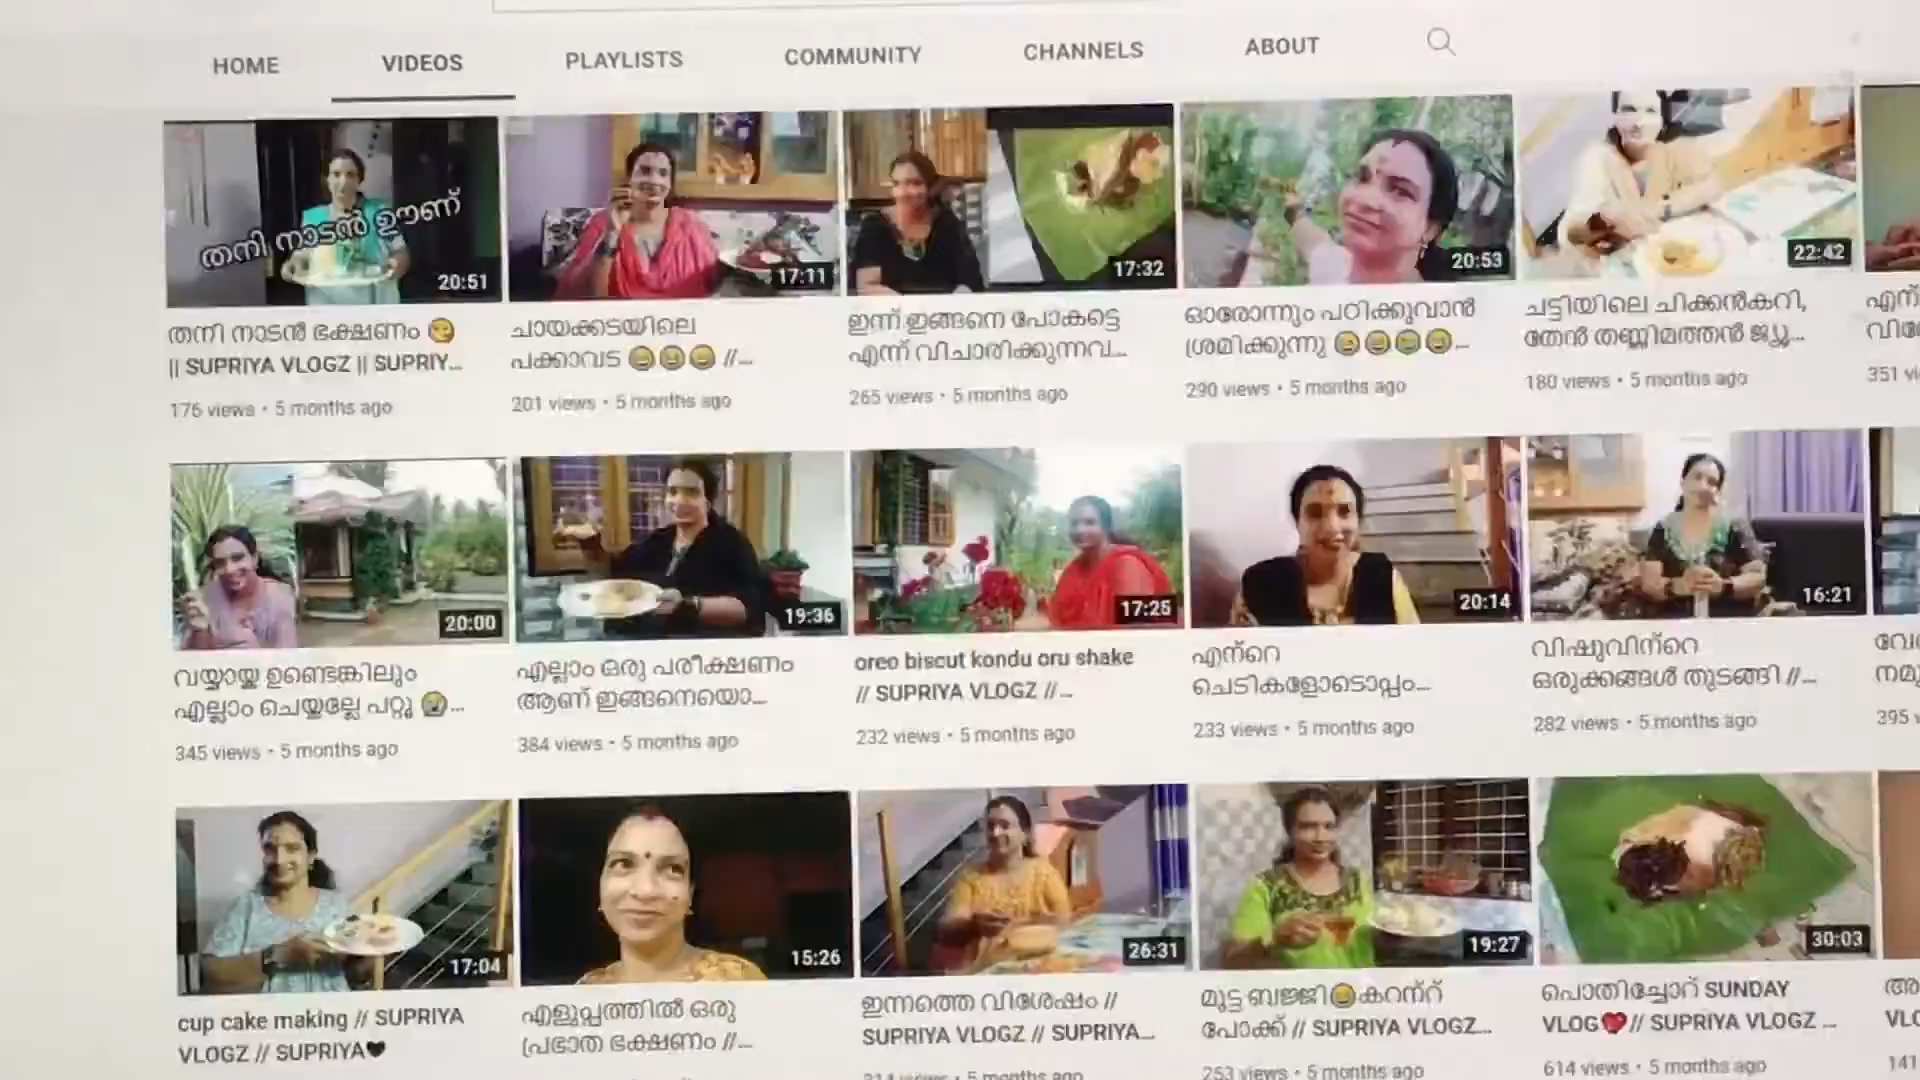 HOME VIDEOS PLAYLISTS COMMUNITY CHANNELS ABOUT
തനി നാടൻ ഊണ്
20:51
17:11
17:32
20:53
22:42
തനി നാടൻ ഭക്ഷണം 😋
|| SUPRIYA VLOGZ || SUPRIY...
176 views • 5 months ago
ചായക്കടയിലെ
പക്കാവട 😄😄😄 //...
201 views • 5 months ago
ഇന്ന് ഇങ്ങനെ പോകട്ടെ
എന്ന് വിചാരിക്കുന്നവ...
265 views • 5 months ago
ഓരോന്നും പഠിക്കുവാൻ
ശ്രമിക്കുന്നു 😄😄😄😄...
290 views • 5 months ago
ചട്ടിയിലെ ചിക്കൻകറി,
തേൻ തണ്ണിമത്തൻ ജ്യൂ...
180 views • 5 months ago
351
20:00
19:36
17:25
20:14
16:21
വയ്യായ്ക ഉണ്ടെങ്കിലും
എല്ലാം ചെയ്യല്ലേ പറ്റൂ 😭...
345 views • 5 months ago
എല്ലാം ഒരു പരീക്ഷണം
ആണ് ഇങ്ങനെയൊ...
384 views • 5 months ago
oreo biscut kondu oru shake
// SUPRIYA VLOGZ //...
232 views • 5 months ago
എന്റെ
ചെടികളോടൊപ്പം...
233 views • 5 months ago
വിഷുവിന്റെ
ഒരുക്കങ്ങൾ തുടങ്ങി //...
282 views • 5 months ago
395
17:04
15:26
26:31
19:27
30:03
cup cake making // SUPRIYA
VLOGZ // SUPRIYA🖤
എളുപ്പത്തിൽ ഒരു
പ്രഭാത ഭക്ഷണം //...
ഇന്നത്തെ വിശേഷം //
SUPRIYA VLOGZ // SUPRIYA...
5 months ago
മുട്ട ബജ്ജി😄കറന്റ്
പോക്ക് // SUPRIYA VLOGZ...
253 views • 5 months ago
പൊതിച്ചോറ് SUNDAY
VLOG💖// SUPRIYA VLOGZ ...
614 views • 5 months ago
141